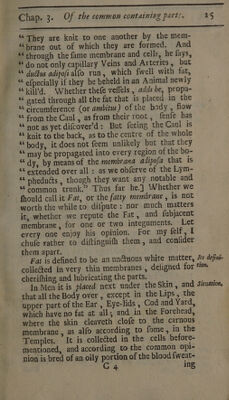 Chap. 3. Of the common containing parts. 25
“ They are knit to one another by the mem-
“ brane out of which they are formed. And
“ through the same membrane and cells, he says,
“ do not only capillary Veins and Arteries, but
“ ductus adiposi also run, which swell with fat,
“ especially if they be beheld in an Animal newly
“ kill'd. Whether these vessels, adds he, propa-
“ gated through all the fat that is placed in the
“ circumference (or ambitus) of the body, flow
“ from the Caul, as from their root, sense has
“ not as yet discover'd: But seeing the Caul is
“ knit to the back, as to the centre of the whole
“ body, it does not seem unlikely but that they
“ may be propagated into every region of the bo-
“ dy, by means of the membrana adiposa that is
“ extended over all: as we observe of the Lym-
“ pheducts, though they want any notable and
“ common trunk.” Thus far he.] Whether we
should call it Fat, or the fatty membrane, is not
worth the while to dispute: nor much matters
it, whether we repute the Fat, and subjacent
membrane, for one or two integuments. Let
every one enjoy his opinion. For my self, I
chuse rather to distinguish them, and consider
them apart.
Fat is defined to be an unctuous white matter, Its defini-
collected in very thin membranes, designed for tion.
cherishing and lubricating the parts.
In Men it is placed next under the Skin, and Situation.
that all the Body over, except in the Lips, the
upper part of the Ear, Eye-lids, Cod and Yard,
which have no fat at all; and in the Forehead,
where the skin cleaveth close to the carnous
membrane, as also according to some, in the
Temples. It is collected in the cells before-
mentioned, and according to the common opi-
nion is bred of an oily portion of the blood sweat-
C 4 ing